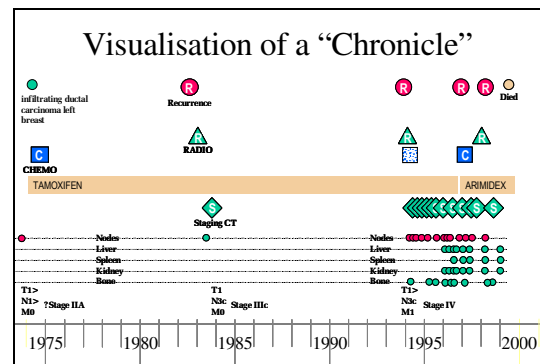 Visualisation of a “Chronicle”
R R R R Died
infiltrating ductal
carcinoma left
breast
Recurrence
R R R
RADIO
C C
CHEMO
TAMOXIFEN ARIMIDEX
S S S
Staging CT
Nodes Nodes
Liver Liver
Spleen Spleen
Kidney Kidney
Bone Bone
T1> T1 T1>
N1> ?Stage IIA N3c Stage IIIc N3c Stage IV
M0 M0 M1
1975 1980 1985 1990 1995 2000